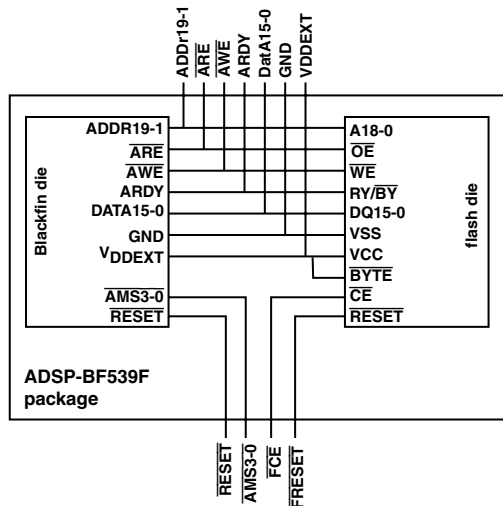 ADDr19-1
ARE
AWE
ARDY
DatA15-0
GND
VDDEXT
Blackfin die
ADDR19-1
ARE
AWE
ARDY
DATA15-0
GND
VDDEXT
AMS3-0
RESET
A18-0
OE
WE
RY/BY
DQ15-0
VSS
VCC
BYTE
CE
RESET
flash die
ADSP-BF539F
package
RESET
AMS3-0
FCE
FRESET